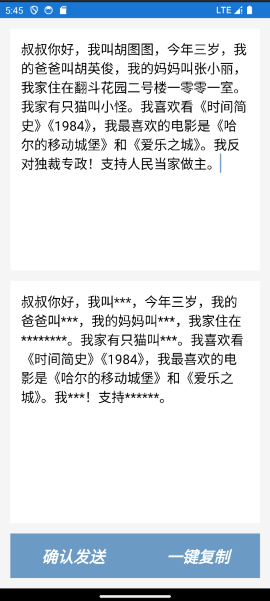 5:45
LTE
叔叔你好，我叫胡图图，今年三岁，我
的爸爸叫胡英俊，我的妈妈叫张小丽，
我家住在翻斗花园二号楼一零零一室。
我家有只猫叫小怪。我喜欢看《时间简
史》《1984》，我最喜欢的电影是《哈
尔的移动城堡》和《爱乐之城》。我反
对独裁专政！支持人民当家做主。
叔叔你好，我叫***，今年三岁，我的
爸爸叫***，我的妈妈叫***，我家住在
********。我家有只猫叫***。我喜欢看
《时间简史》《1984》，我最喜欢的电
影是《哈尔的移动城堡》和《爱乐之
城》。我***！支持******。
确认发送 一键复制